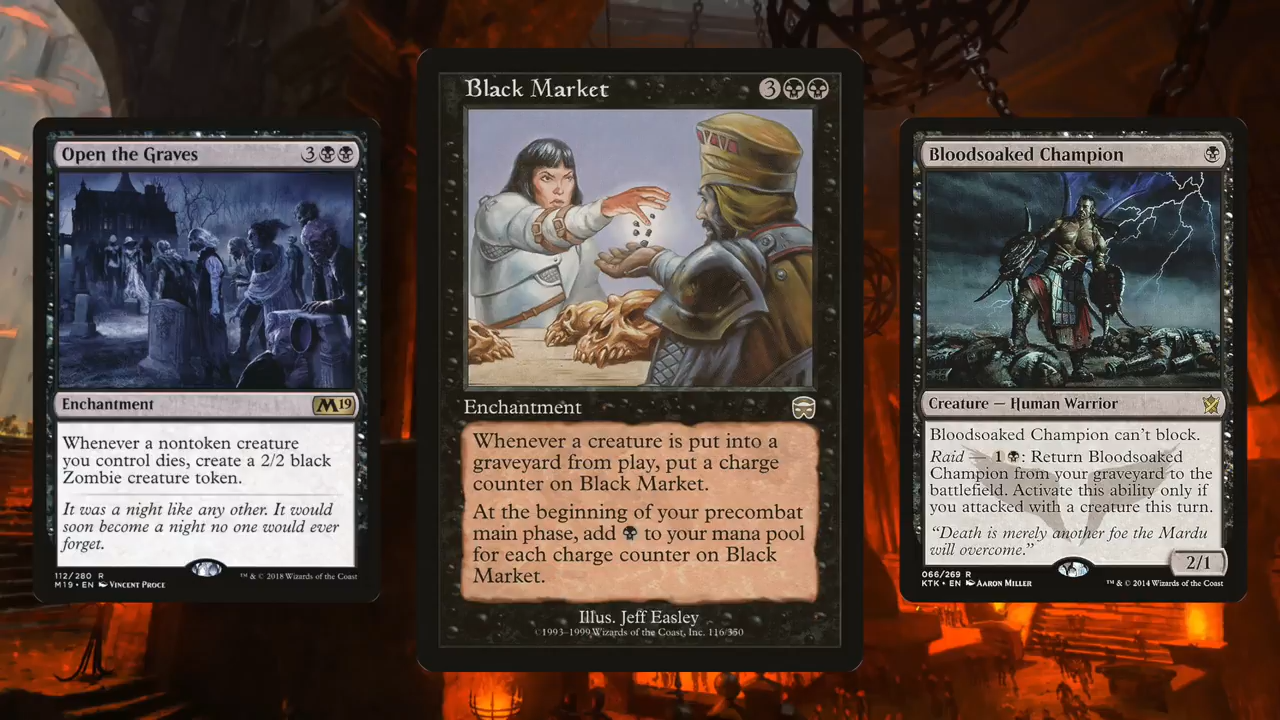 Open the Graves 3
Enchantment M19
Whenever a nontoken creature
you control dies, create a 2/2 black
Zombie creature token.
It was a night like any other. It would
soon become a night no one would ever
forget.
112/280 R
M19 • EN Vincent Proce
™ & © 2018 Wizards of the Coast
Black Market 3
Enchantment
Whenever a creature is put into a
graveyard from play, put a charge
counter on Black Market.
At the beginning of your precombat
main phase, add to your mana pool
for each charge counter on Black
Market.
Illus. Jeff Easley
©1993–1999 Wizards of the Coast, Inc. 116/350
Bloodsoaked Champion
Creature — Human Warrior
Bloodsoaked Champion can't block.
Raid — 1 : Return Bloodsoaked
Champion from your graveyard to the
battlefield. Activate this ability only if
you attacked with a creature this turn.
"Death is merely another foe the Mardu
will overcome."
2/1
066/269 R
KTK • EN Aaron Miller
™ & © 2014 Wizards of the Coast